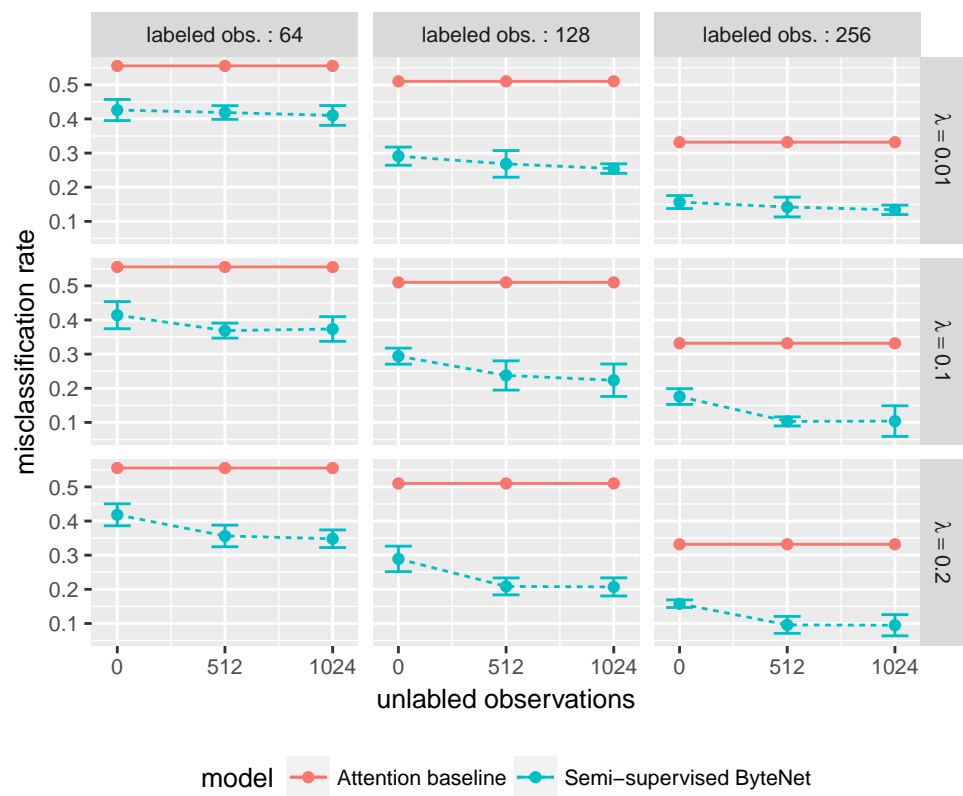 labeled obs. : 64
labeled obs. : 128
labeled obs. : 256
misclassification rate
0.5
0.4
0.3
0.2
0.1
λ = 0.01
0.5
0.4
0.3
0.2
0.1
λ = 0.1
0.5
0.4
0.3
0.2
0.1
λ = 0.2
0 512 1024
0 512 1024
0 512 1024
unlabled observations
model Attention baseline Semi−supervised ByteNet